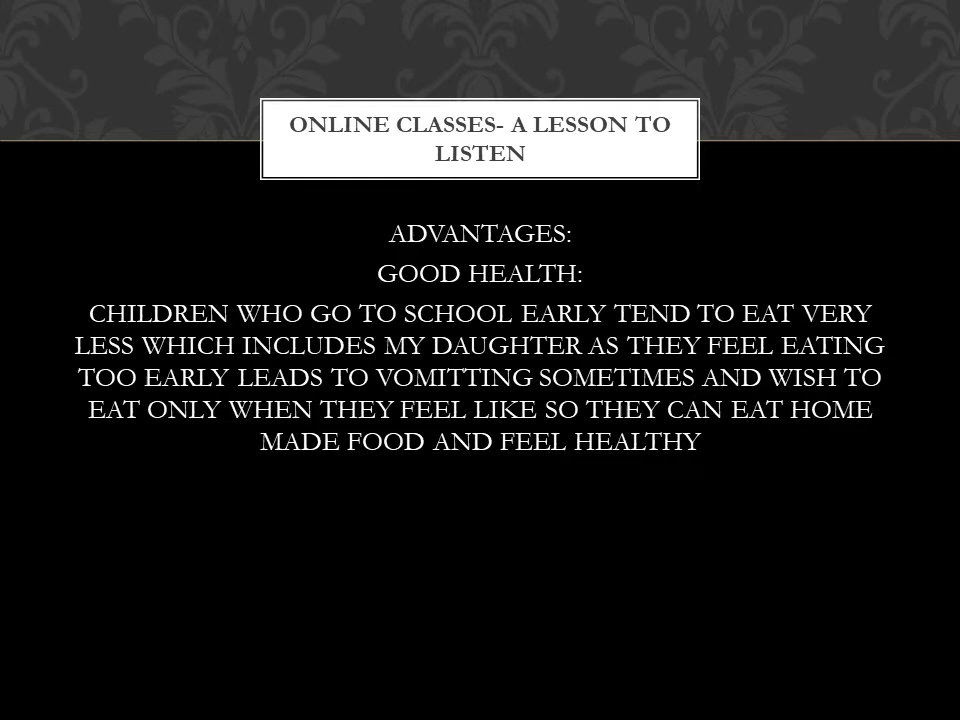 ONLINE CLASSES- A LESSON TO
LISTEN
ADVANTAGES:
GOOD HEALTH:
CHILDREN WHO GO TO SCHOOL EARLY TEND TO EAT VERY
LESS WHICH INCLUDES MY DAUGHTER AS THEY FEEL EATING
TOO EARLY LEADS TO VOMITTING SOMETIMES AND WISH TO
EAT ONLY WHEN THEY FEEL LIKE SO THEY CAN EAT HOME
MADE FOOD AND FEEL HEALTHY